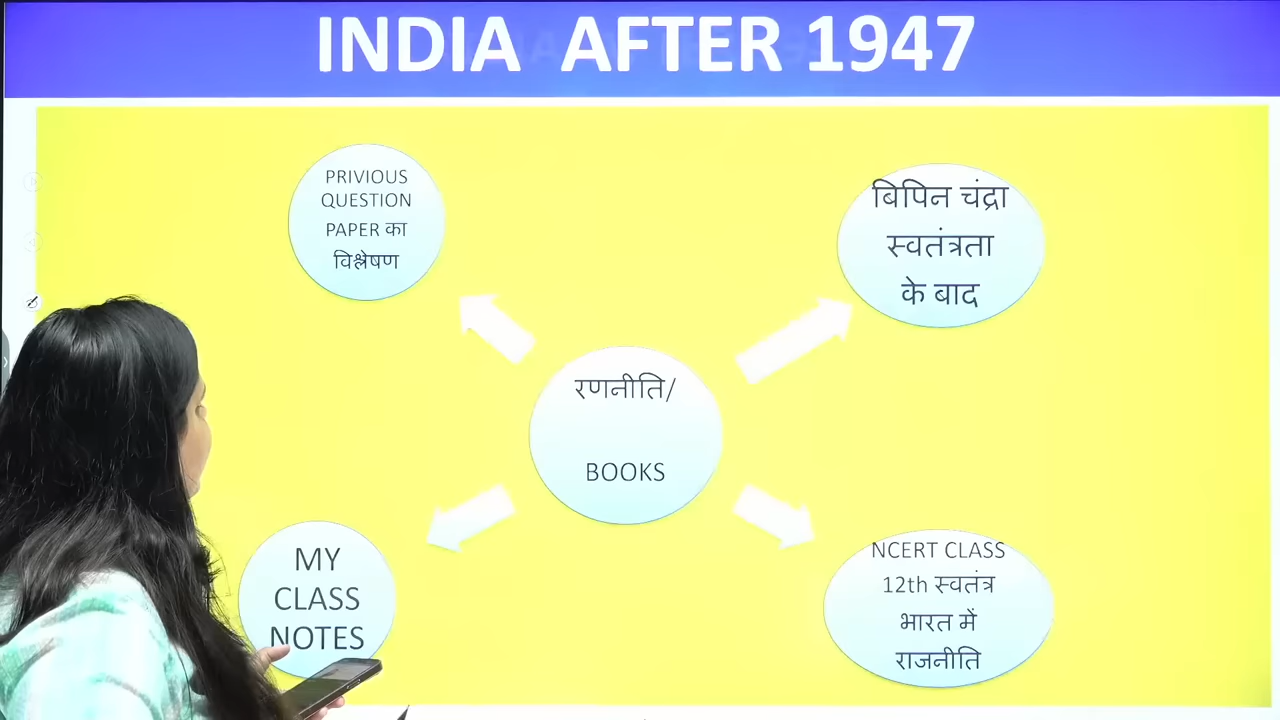 INDIA AFTER 1947
PRIVIOUS
QUESTION
PAPER का
विश्लेषण
बिपिन चंद्रा
स्वतंत्रता
के बाद
रणनीति/
BOOKS
MY
CLASS
NOTES
NCERT CLASS
12th स्वतंत्र
भारत में
राजनीति